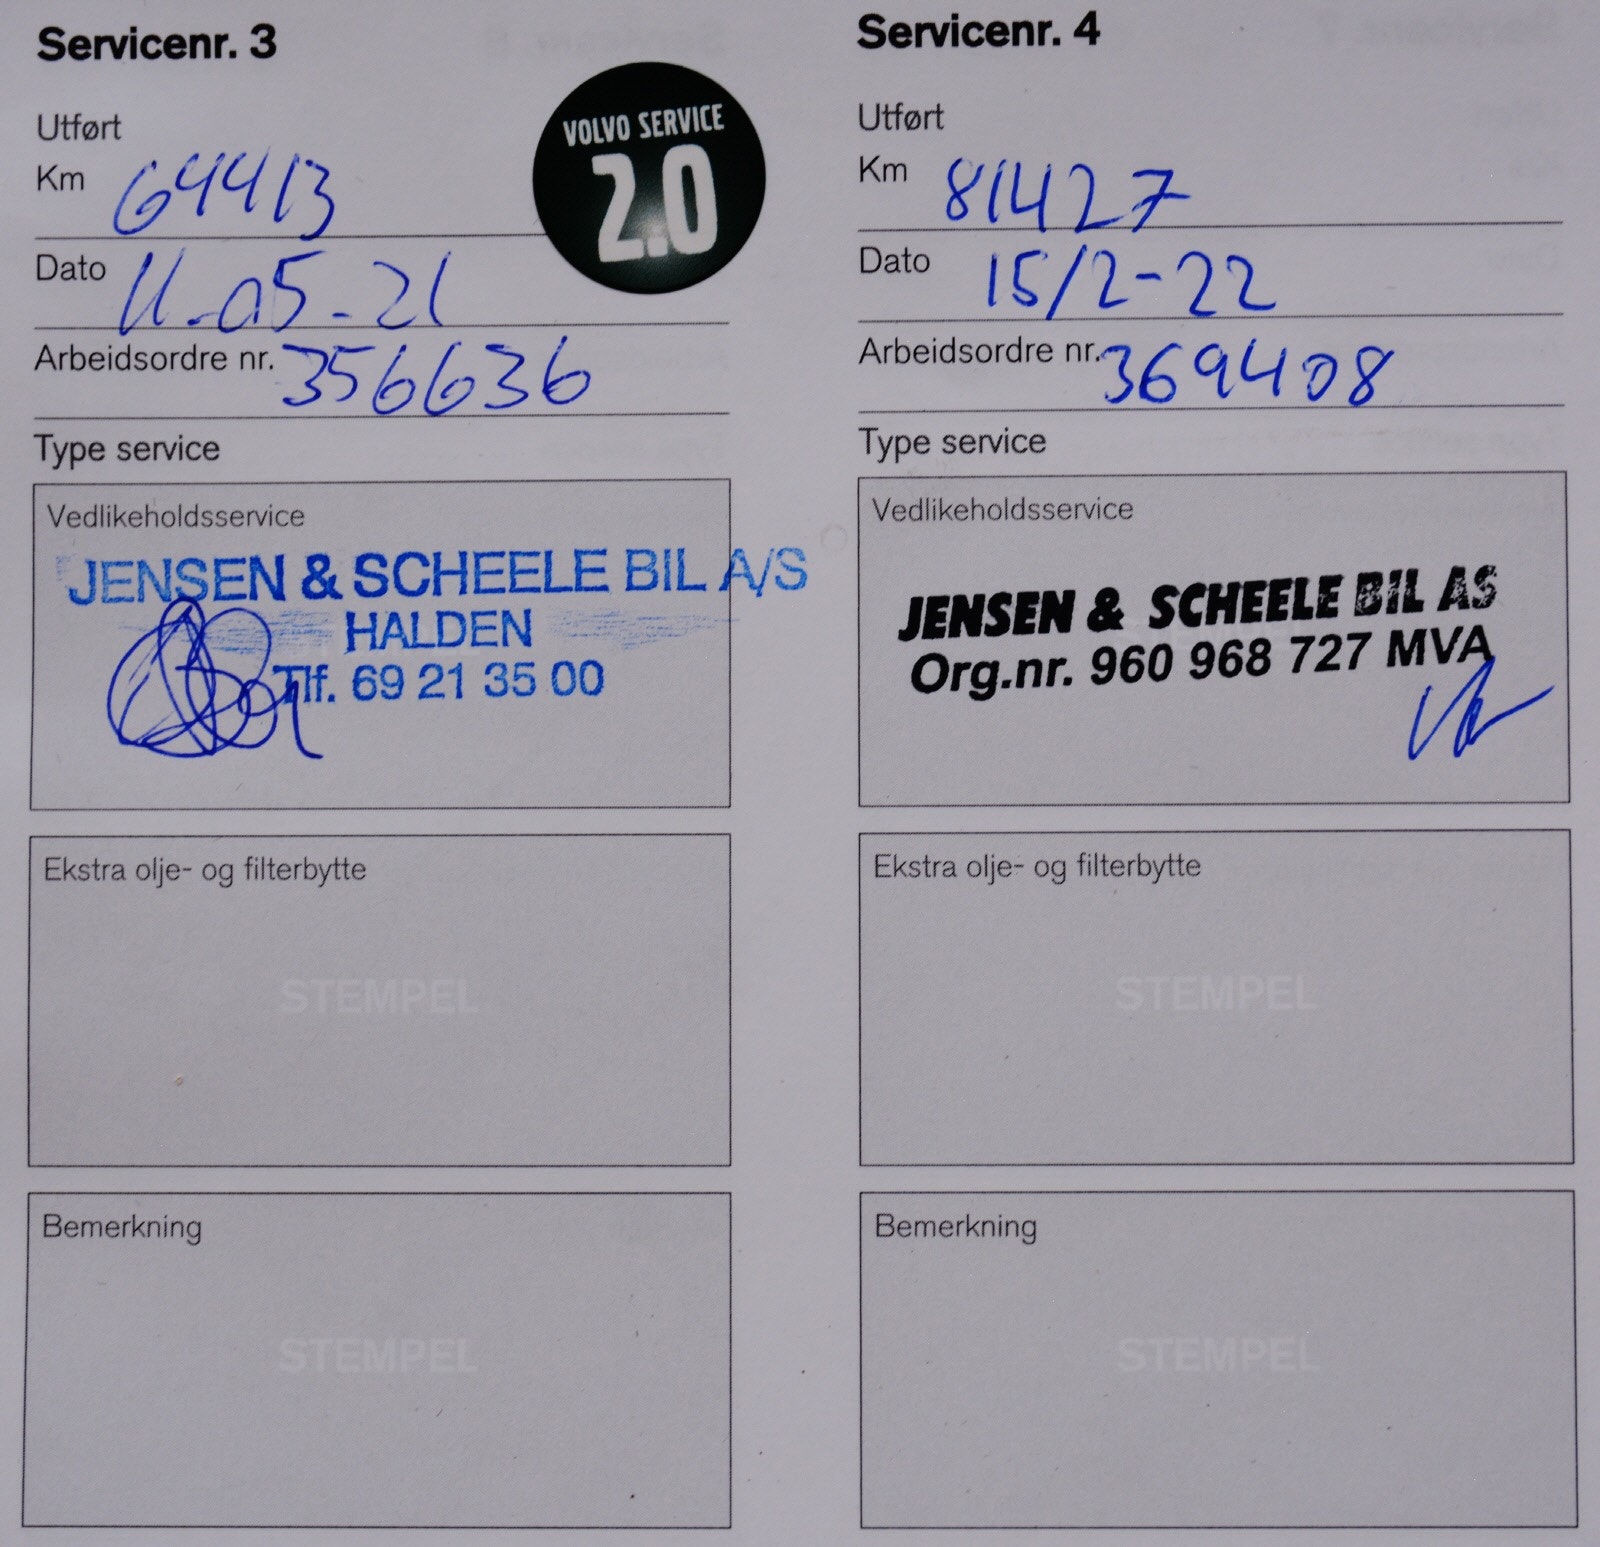 Servicenr. 3
Utført
Km 64413
VOLVO SERVICE
2.0
Dato 11-05-21
Arbeidsordre nr. 356636
Type service
Vedlikeholdsservice
JENSEN & SCHEELE BIL A/S
HALDEN
Tlf. 69 21 35 00
Ekstra olje- og filterbytte
STEMPEL
Bemerkning
STEMPEL
Servicenr. 4
Utført
Km 81427
Dato 15/2-22
Arbeidsordre nr. 369408
Type service
Vedlikeholdsservice
JENSEN & SCHEELE BIL AS
Org.nr. 960 968 727 MVA
Ekstra olje- og filterbytte
STEMPEL
Bemerkning
STEMPEL